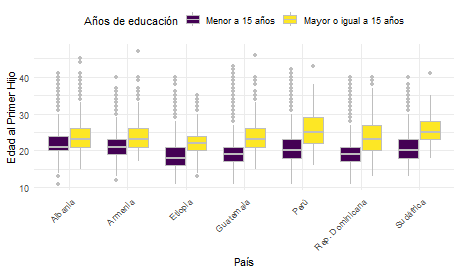 Años de educación
Menor a 15 años
Mayor o igual a 15 años
Edad al Primer Hijo
40
30
20
10
Albania
Armenia
Etiopía
Guatemala
Perú
Rep. Dominicana
Sudáfrica
País